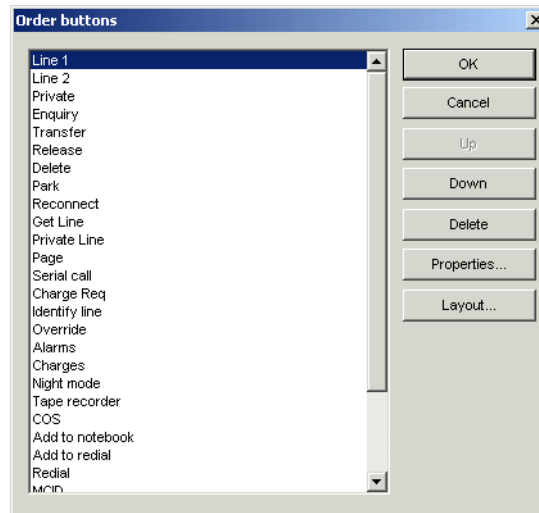 Order buttons
Line 1
Line 2
Private
Enquiry
Transfer
Release
Delete
Park
Reconnect
Get Line
Private Line
Page
Serial call
Charge Req
Identify line
Override
Alarms
Charges
Night mode
Tape recorder
COS
Add to notebook
Add to redial
Redial
MCID
OK
Cancel
Up
Down
Delete
Properties...
Layout...